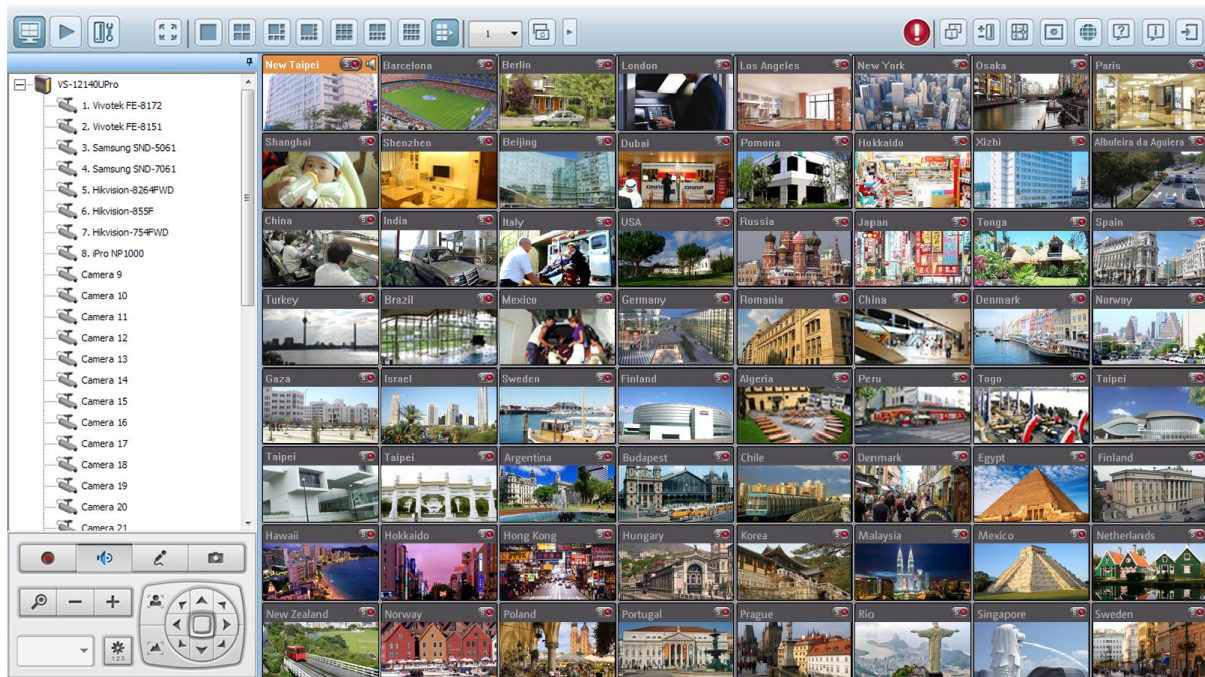 1
VS-12140UPro
1. Vivotek FE-8172
2. Vivotek FE-8151
3. Samsung SND-5061
4. Samsung SND-7061
5. Hikvision-8264FWD
6. Hikvision-855F
7. Hikvision-754FWD
8. iPro NP1000
Camera 9
Camera 10
Camera 11
Camera 12
Camera 13
Camera 14
Camera 15
Camera 16
Camera 17
Camera 18
Camera 19
Camera 20
Camera 21
123
New Taipei Barcelona Berlin London Los Angeles New York Osaka Paris
Shanghai Shenzhen Beijing Dubai Pomona Hokkaido Xizhi Albufeira da Aguiera
China India Italy USA Russia Japan Tonga Spain
Turkey Brazil Mexico Germany Romania China Denmark Norway
Gaza Israel Sweden Finland Algeria Peru Togo Taipei
Taipei Taipei Argentina Budapest Chile Denmark Egypt Finland
Hawaii Hokkaido Hong Kong Hungary Korea Malaysia Mexico Netherlands
New Zealand Norway Poland Portugal Prague Rio Singapore Sweden